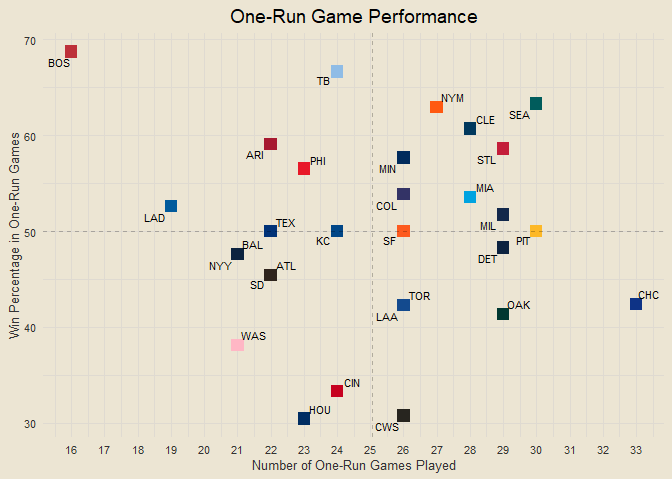 One-Run Game Performance
Win Percentage in One-Run Games
70
60
50
40
30
BOS
TB
NYM
SEA
CLE
ARI
PHI
STL
MIN
MIA
COL
LAD
TEX
MIL
KC
SF
PIT
BAL
DET
NYY
ATL
SD
TOR
CHC
OAK
LAA
WAS
CIN
HOU
CWS
16 17 18 19 20 21 22 23 24 25 26 27 28 29 30 31 32 33
Number of One-Run Games Played